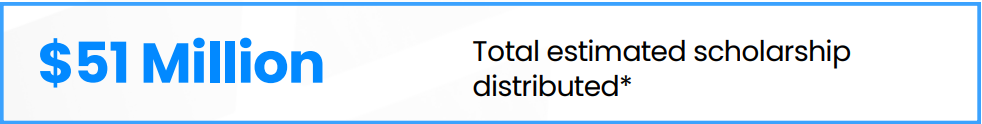 $51 Million
Total estimated scholarship
distributed*